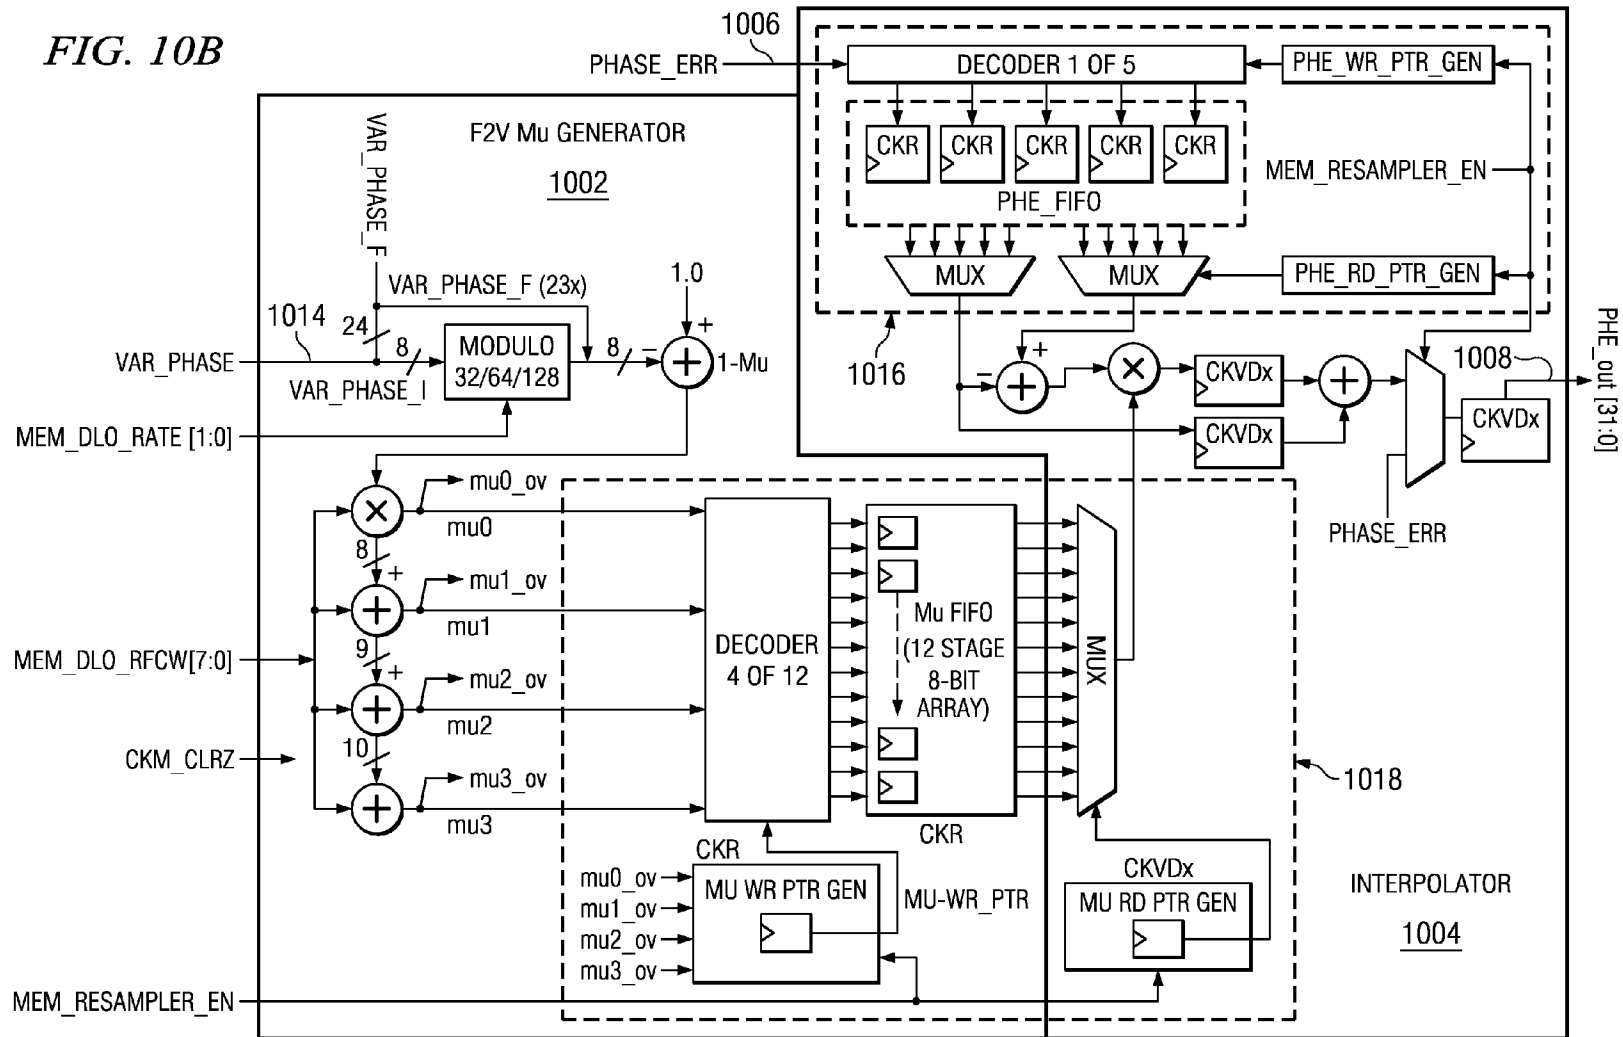 FIG. 10B
1006
PHASE_ERR
DECODER 1 OF 5
PHE_WR_PTR_GEN
F2V Mu GENERATOR
1002
VAR_PHASE_F
CKR
CKR
CKR
CKR
CKR
PHE_FIFO
MEM_RESAMPLER_EN
MUX
MUX
PHE_RD_PTR_GEN
VAR_PHASE_F (23x)
1.0
1014
24
8
MODULO
32/64/128
8
−
+
+
1-Mu
VAR_PHASE
VAR_PHASE_I
MEM_DLO_RATE [1:0]
1016
+
−
+
×
CKVDx
CKVDx
+
1008
CKVDx
PHE_out [31:0]
PHASE_ERR
mu0_ov
×
mu0
8
+
mu1_ov
+
mu1
9
+
mu2_ov
+
mu2
10
mu3_ov
+
mu3
MEM_DLO_RFCW[7:0]
CKM_CLRZ
DECODER
4 OF 12
Mu FIFO
(12 STAGE
8-BIT
ARRAY)
CKR
MUX
1018
CKR
mu0_ov
mu1_ov
mu2_ov
mu3_ov
MU WR PTR GEN
MU-WR_PTR
CKVDx
MU RD PTR GEN
INTERPOLATOR
1004
MEM_RESAMPLER_EN